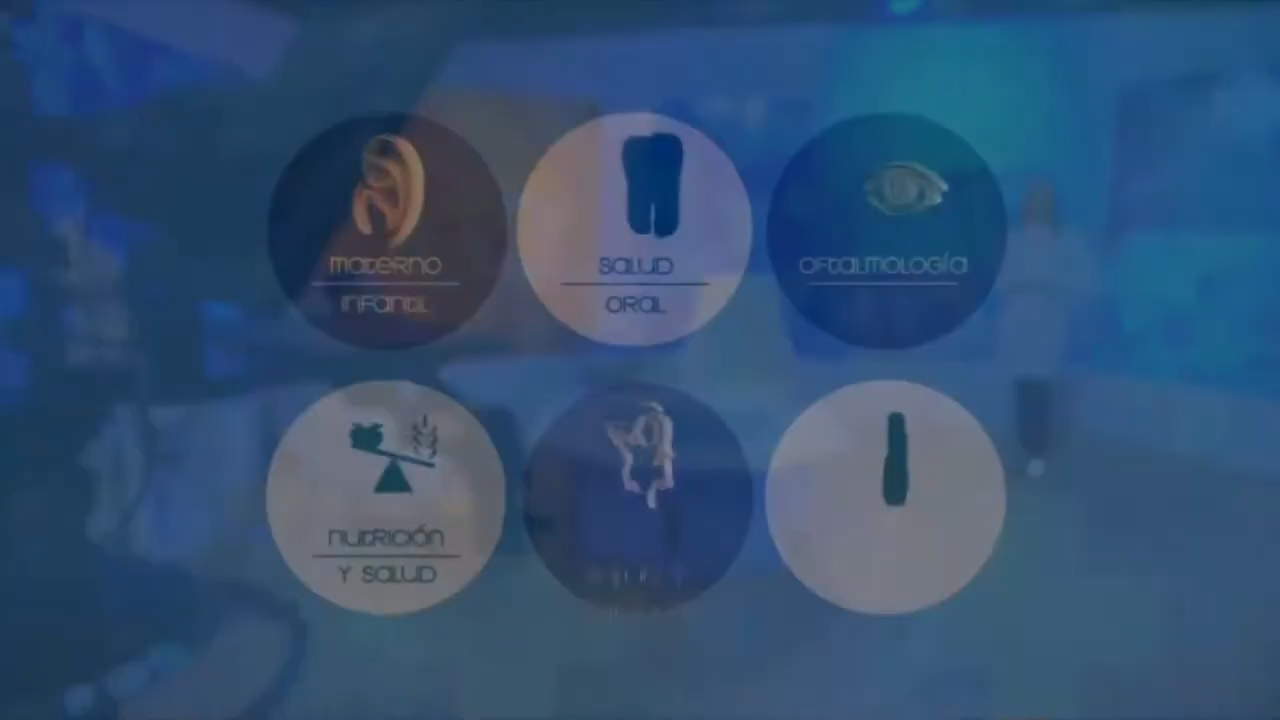 MATERNO
INFANTIL
SALUD
ORAL
OFTALMOLOGÍA
NUTRICIÓN
Y SALUD